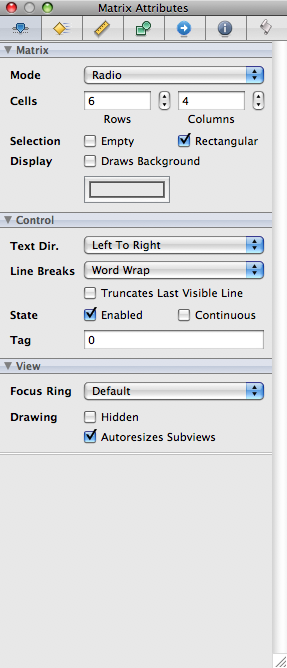 Matrix Attributes
Matrix
Mode Radio
Cells 6 4
Rows Columns
Selection Empty Rectangular
Display Draws Background
Control
Text Dir. Left To Right
Line Breaks Word Wrap
Truncates Last Visible Line
State Enabled Continuous
Tag 0
View
Focus Ring Default
Drawing Hidden
Autoresizes Subviews